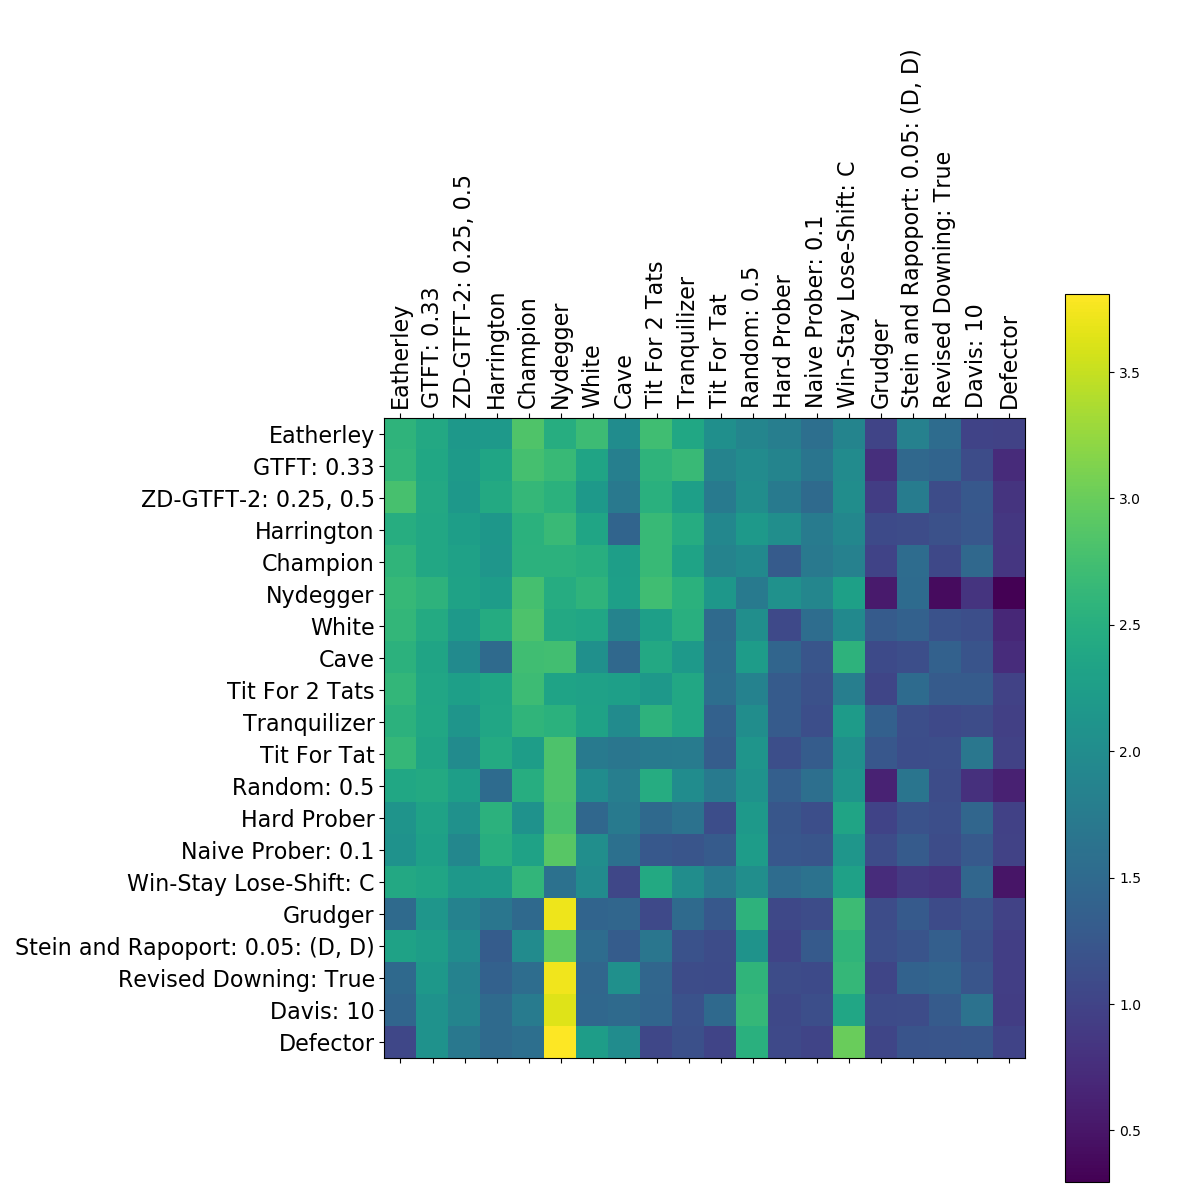 Eatherley
GTFT: 0.33
ZD-GTFT-2: 0.25, 0.5
Harrington
Champion
Nydegger
White
Cave
Tit For 2 Tats
Tranquilizer
Tit For Tat
Random: 0.5
Hard Prober
Naive Prober: 0.1
Win-Stay Lose-Shift: C
Grudger
Stein and Rapoport: 0.05: (D, D)
Revised Downing: True
Davis: 10
Defector
Eatherley
GTFT: 0.33
ZD-GTFT-2: 0.25, 0.5
Harrington
Champion
Nydegger
White
Cave
Tit For 2 Tats
Tranquilizer
Tit For Tat
Random: 0.5
Hard Prober
Naive Prober: 0.1
Win-Stay Lose-Shift: C
Grudger
Stein and Rapoport: 0.05: (D, D)
Revised Downing: True
Davis: 10
Defector
3.5
3.0
2.5
2.0
1.5
1.0
0.5